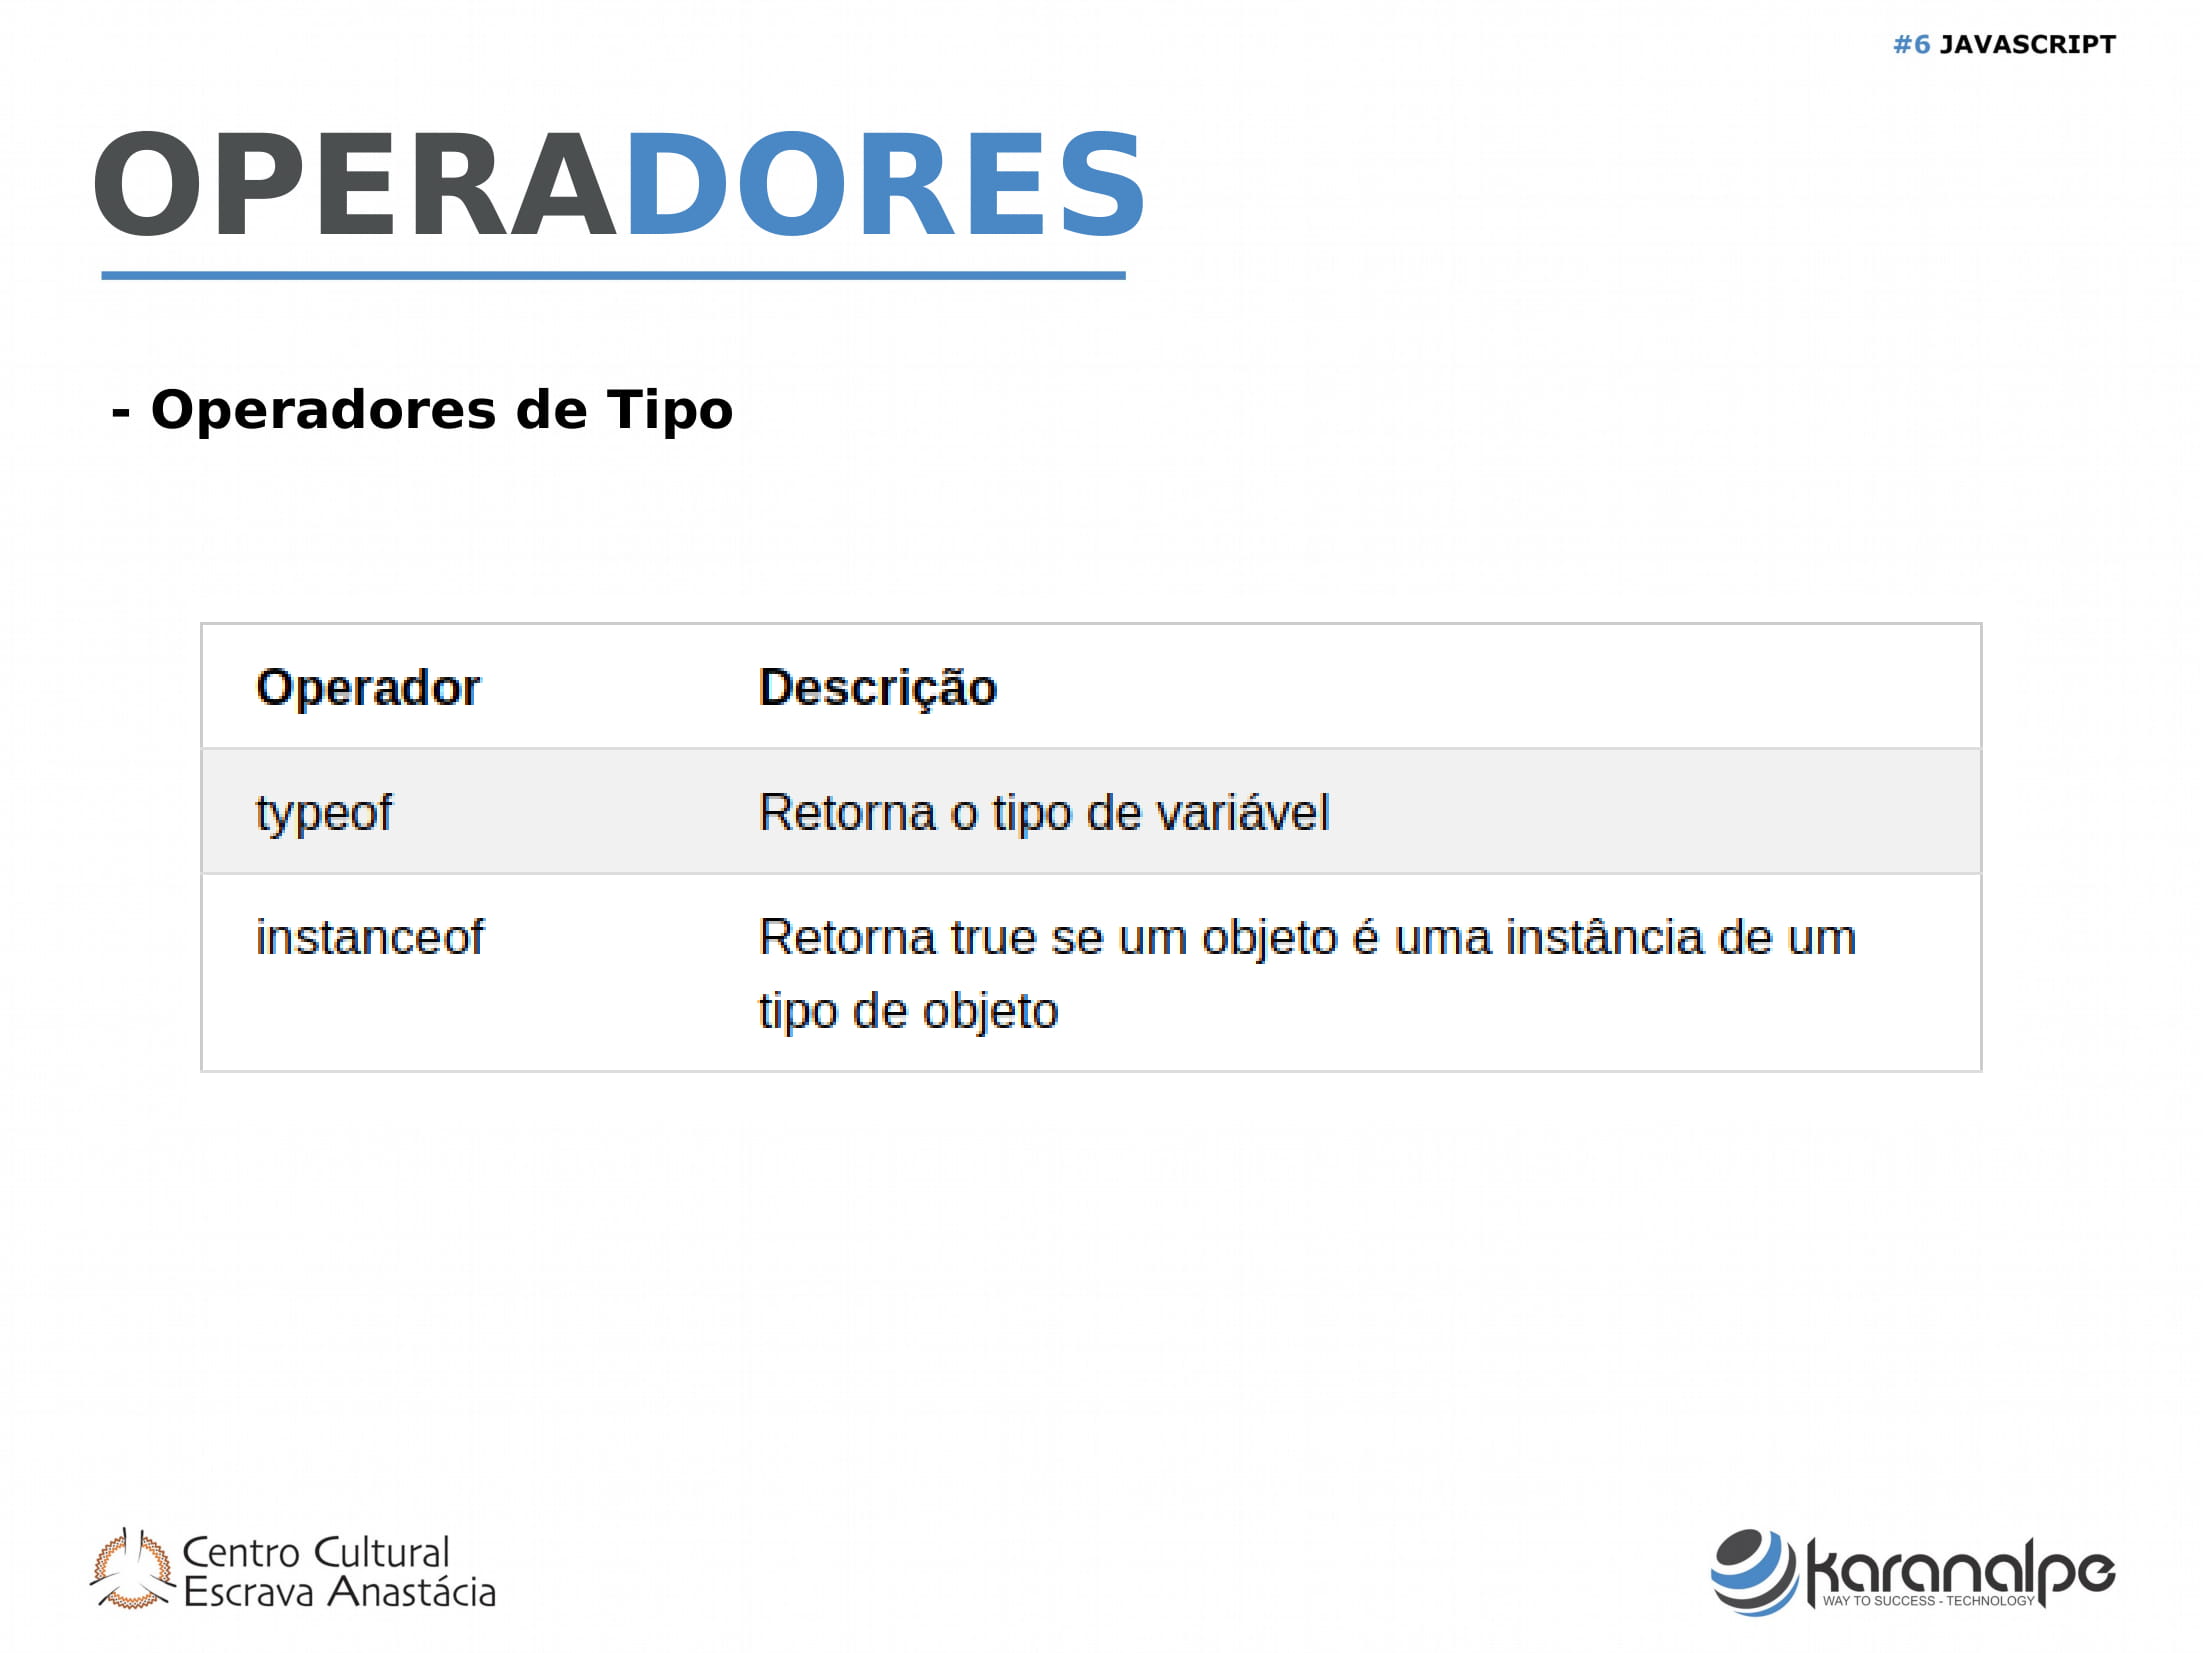 #6 JAVASCRIPT
OPERADORES
- Operadores de Tipo
Operador Descrição
typeof Retorna o tipo de variável
instanceof Retorna true se um objeto é uma instância de um
tipo de objeto
Centro Cultural
Escrava Anastácia
karanalpe
WAY TO SUCCESS - TECHNOLOGY